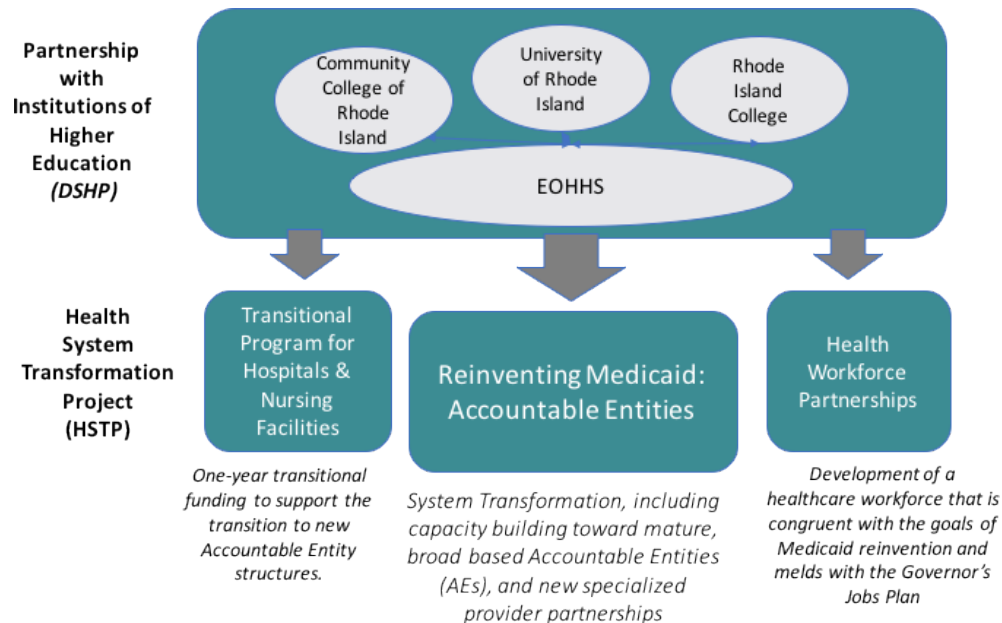 Partnership
with
Institutions of
Higher
Education
(DSHP)
Community
College of
Rhode
Island
University
of Rhode
Island
Rhode
Island
College
EOHHS
Health
System
Transformation
Project
(HSTP)
Transitional
Program for
Hospitals &
Nursing
Facilities
Reinventing Medicaid:
Accountable Entities
Health
Workforce
Partnerships
One-year transitional
funding to support the
transition to new
Accountable Entity
structures.
System Transformation, including
capacity building toward mature,
broad based Accountable Entities
(AEs), and new specialized
provider partnerships
Development of a
healthcare workforce that is
congruent with the goals of
Medicaid reinvention and
melds with the Governor's
Jobs Plan